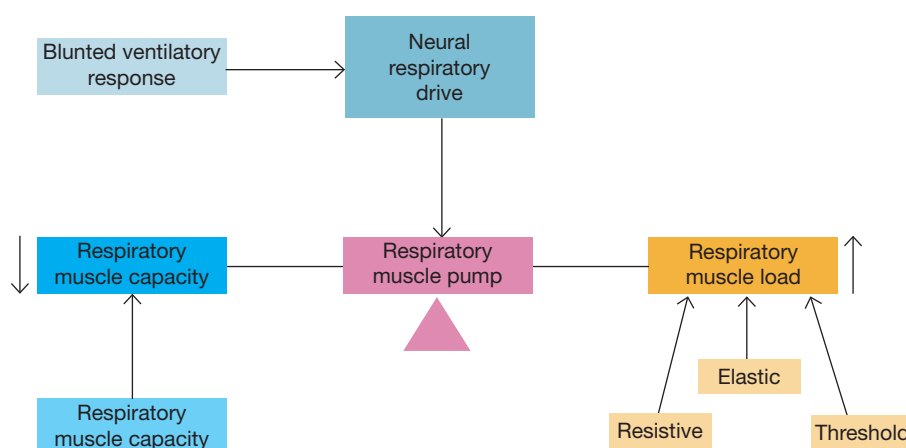 Blunted ventilatory
response
Neural
respiratory
drive
Respiratory
muscle capacity
Respiratory
muscle pump
Respiratory
muscle load
Elastic
Resistive
Threshold
Respiratory
muscle capacity